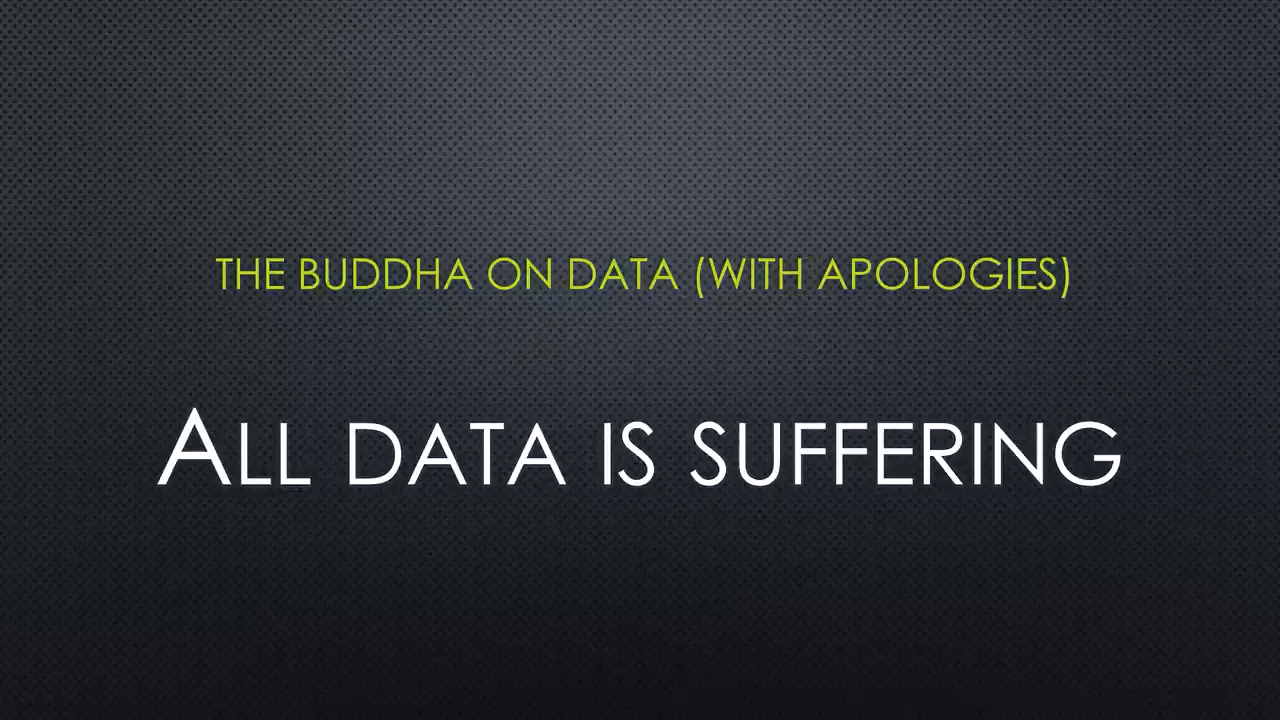 THE BUDDHA ON DATA (WITH APOLOGIES)
ALL DATA IS SUFFERING